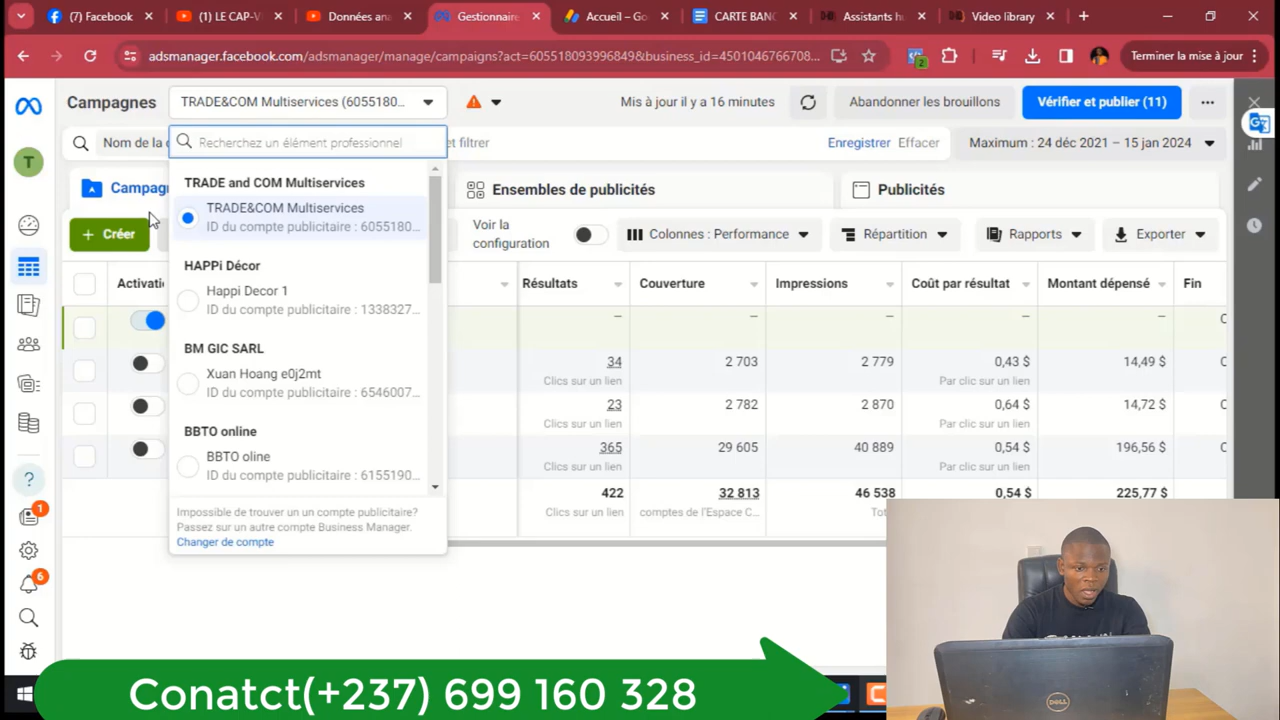 (7) Facebook
(1) LE CAP-V
Données ana
Gestionnaire
Accueil – Go
CARTE BANC
Assistants hu
Video library
adsmanager.facebook.com/adsmanager/manage/campaigns?act=605518093996849&business_id=4501046766708...
2
Terminer la mise à jour
Campagnes
TRADE&COM Multiservices (6055180...
Mis à jour il y a 16 minutes
Abandonner les brouillons
Vérifier et publier (11)
Nom de la
Recherchez un élément professionnel
et filtrer
Enregistrer
Effacer
Maximum : 24 déc 2021 – 15 jan 2024
T
Campagn
TRADE and COM Multiservices
TRADE&COM Multiservices
ID du compte publicitaire : 6055180...
HAPPi Décor
Happi Decor 1
ID du compte publicitaire : 1338327...
BM GIC SARL
Xuan Hoang e0j2mt
ID du compte publicitaire : 6546007...
BBTO online
BBTO oline
ID du compte publicitaire : 6155190...
Impossible de trouver un un compte publicitaire?
Passez sur un autre compte Business Manager.
Changer de compte
Ensembles de publicités
Publicités
+ Créer
Voir la
configuration
Colonnes : Performance
Répartition
Rapports
Exporter
Activati
Résultats
Couverture
Impressions
Coût par résultat
Montant dépensé
Fin
— — — — — C
34 2 703 2 779 0,43 $ 14,49 $ C
Clics sur un lien Par clic sur un lien
23 2 782 2 870 0,64 $ 14,72 $ C
Clics sur un lien Par clic sur un lien
365 29 605 40 889 0,54 $ 196,56 $ C
Clics sur un lien Par clic sur un lien
422 32 813 46 538 0,54 $ 225,77 $
Clics sur un lien comptes de l'Espace C... Tot
?
1
6
DELL
Conatct(+237) 699 160 328